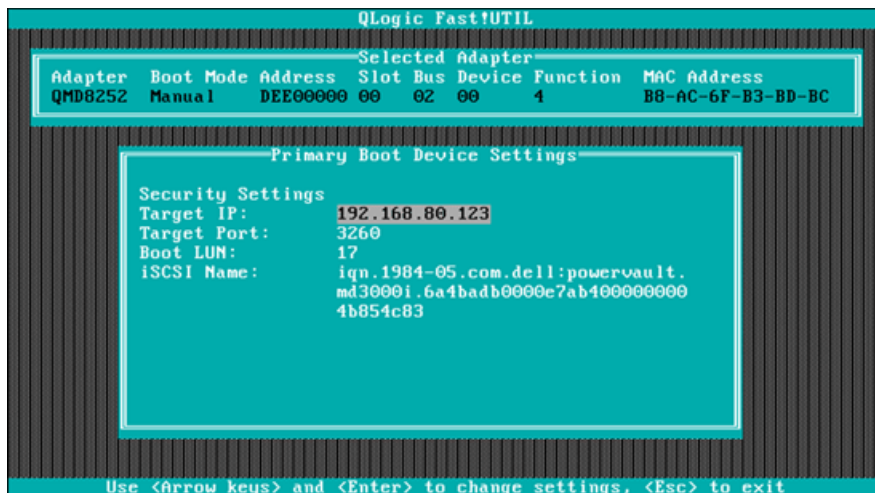 QLogic Fast!UTIL
Selected Adapter
Adapter Boot Mode Address Slot Bus Device Function MAC Address
QMD8252 Manual DEE00000 00 02 00 4 B8-AC-6F-B3-BD-BC
Primary Boot Device Settings
Security Settings
Target IP: 192.168.80.123
Target Port: 3260
Boot LUN: 17
iSCSI Name: iqn.1984-05.com.dell:powervault.
md3000i.6a4badb0000e7ab400000000
4b854c83
Use <Arrow keys> and <Enter> to change settings, <Esc> to exit